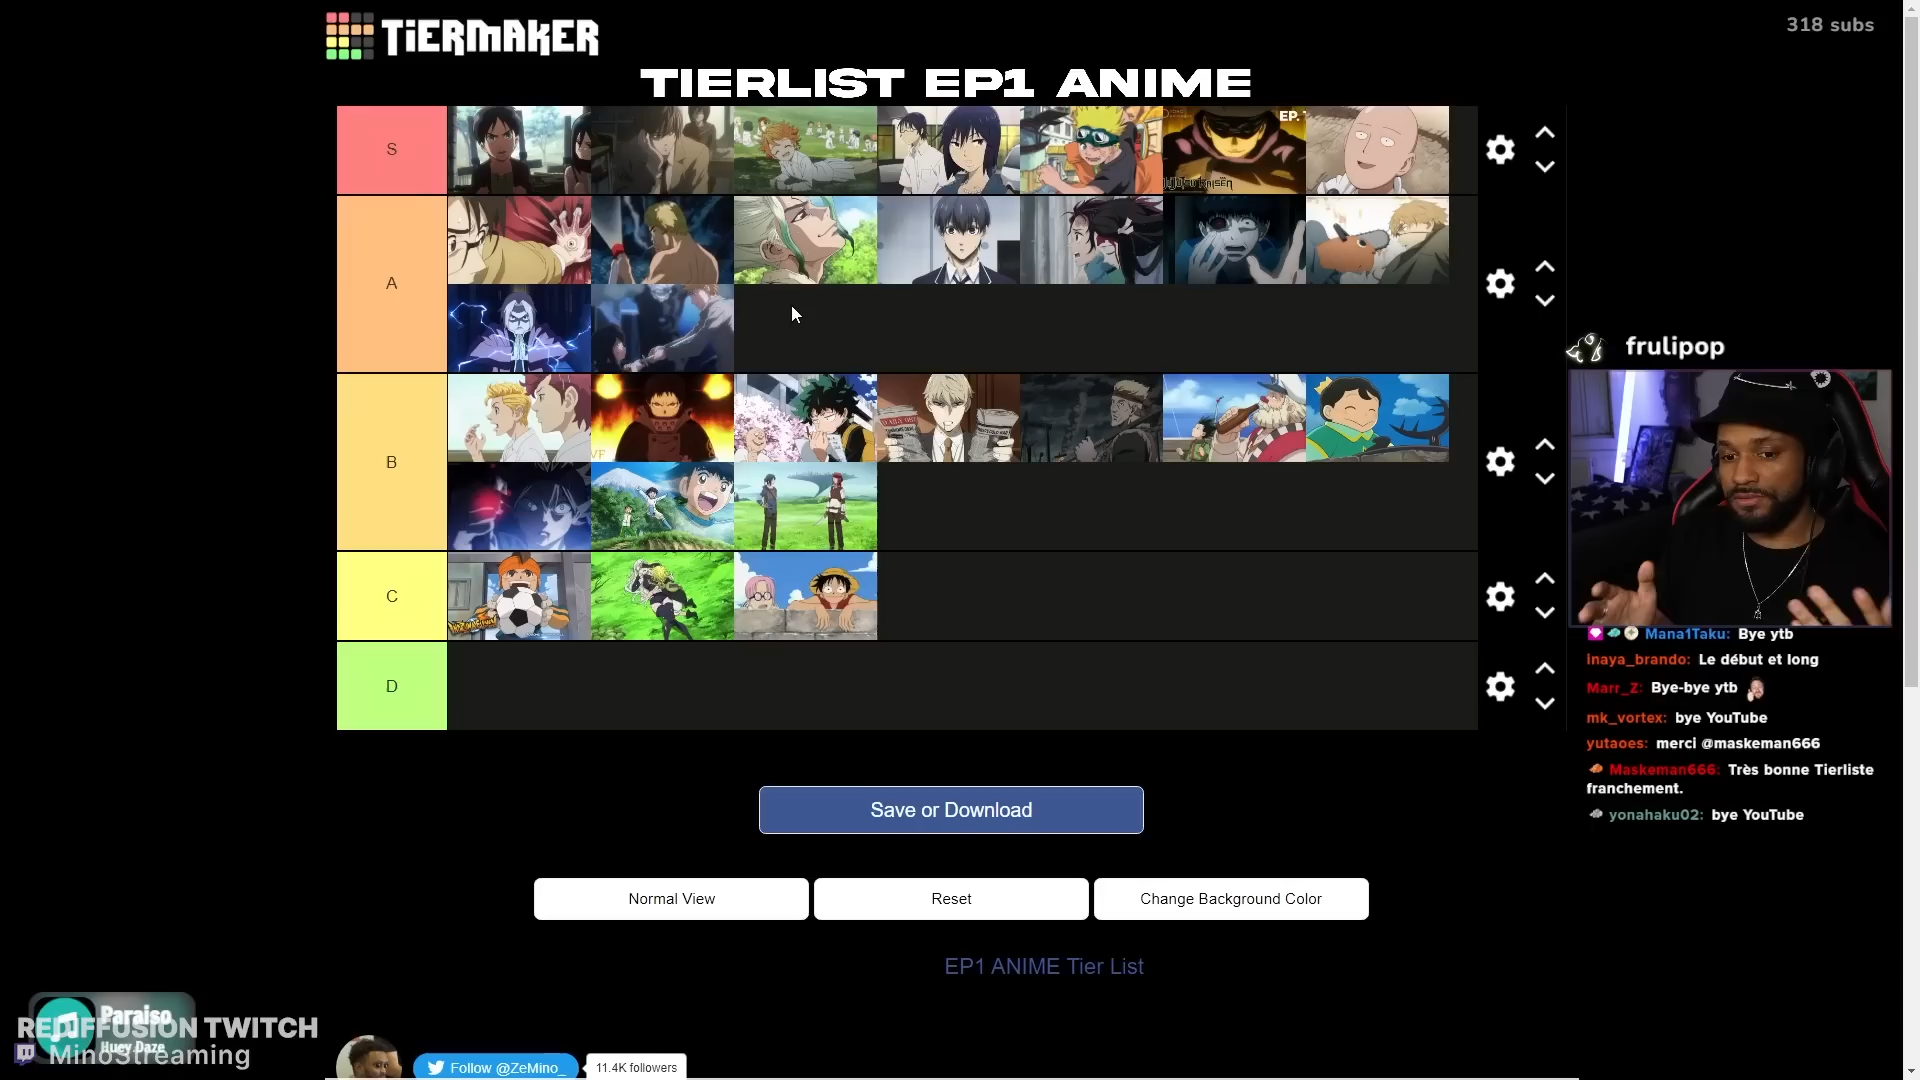 TiERMAKER
318 subs
TIERLIST EP1 ANIME
S
EP.
JUJUTSU KAISEN
A
frulipop
B
DAILY
C
D
Mana1Taku: Bye ytb
Inaya_brando: Le début et long
Marr_Z: Bye-bye ytb
mk_vortex: bye YouTube
yutaoes: merci @maskeman666
Maskeman666: Très bonne Tierliste
franchement.
yonahaku02: bye YouTube
Save or Download
Normal View
Reset
Change Background Color
EP1 ANIME Tier List
Paraiso
REDIFFUSION TWITCH
Huey Daze
MinoStreaming
Follow @ZeMino_
11.4K followers